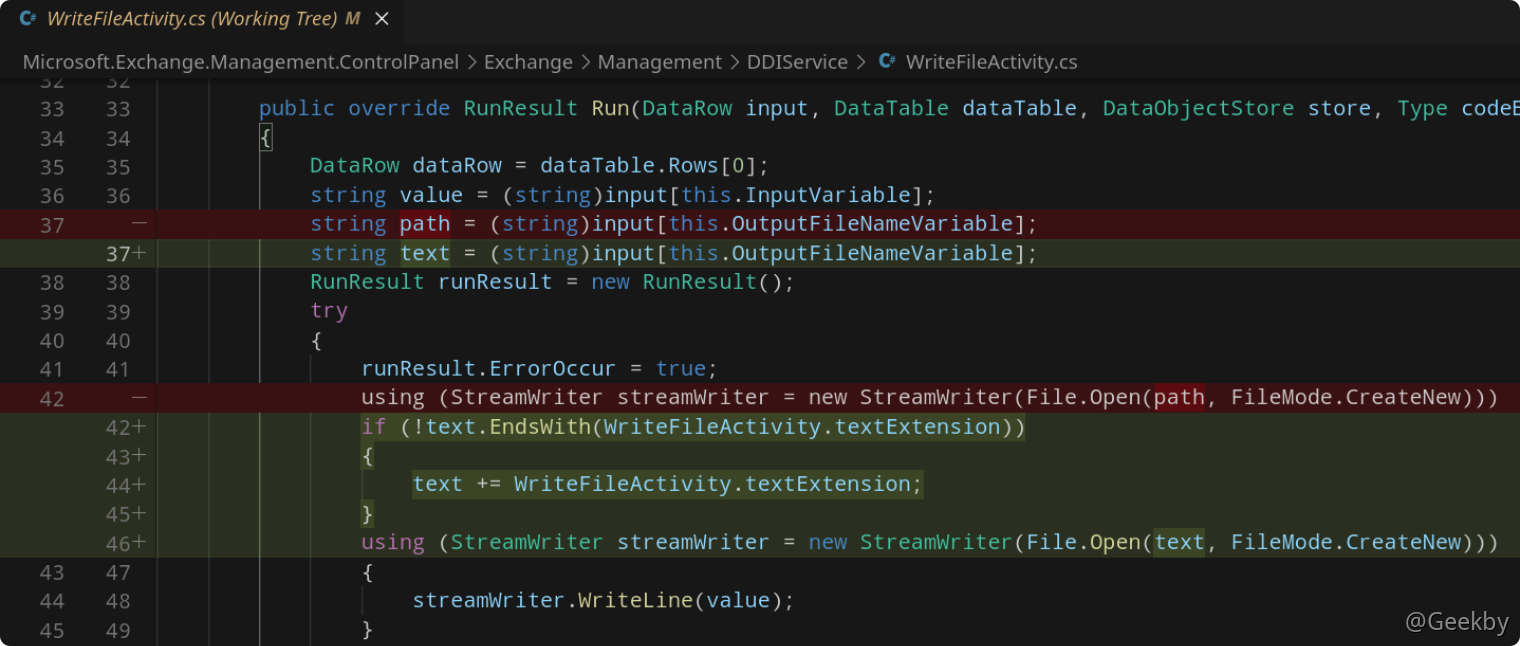 WriteFileActivity.cs (Working Tree) M ×
Microsoft.Exchange.Management.ControlPanel > Exchange > Management > DDIService > WriteFileActivity.cs
32 32
33 33 public override RunResult Run(DataRow input, DataTable dataTable, DataObjectStore store, Type codeB
34 34 {
35 35 DataRow dataRow = dataTable.Rows[0];
36 36 string value = (string)input[this.InputVariable];
37 − string path = (string)input[this.OutputFileNameVariable];
37+ string text = (string)input[this.OutputFileNameVariable];
38 38 RunResult runResult = new RunResult();
39 39 try
40 40 {
41 41 runResult.ErrorOccur = true;
42 − using (StreamWriter streamWriter = new StreamWriter(File.Open(path, FileMode.CreateNew)))
42+ if (!text.EndsWith(WriteFileActivity.textExtension))
43+ {
44+ text += WriteFileActivity.textExtension;
45+ }
46+ using (StreamWriter streamWriter = new StreamWriter(File.Open(text, FileMode.CreateNew)))
43 47 {
44 48 streamWriter.WriteLine(value);
45 49 }
@Geekby